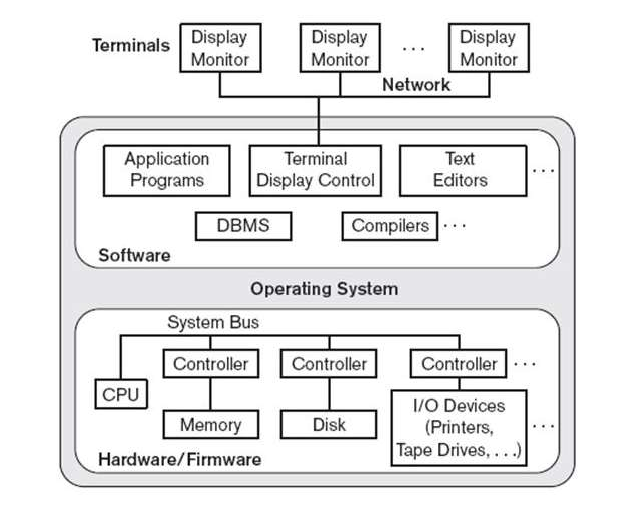 Terminals
Display
Monitor
Display
Monitor
. . .
Display
Monitor
Network
Application
Programs
Terminal
Display Control
Text
Editors
. . .
DBMS
Compilers
. . .
Software
Operating System
System Bus
Controller
Controller
Controller
. . .
CPU
Memory
Disk
I/O Devices
(Printers,
Tape Drives, . . .)
. . .
Hardware/Firmware